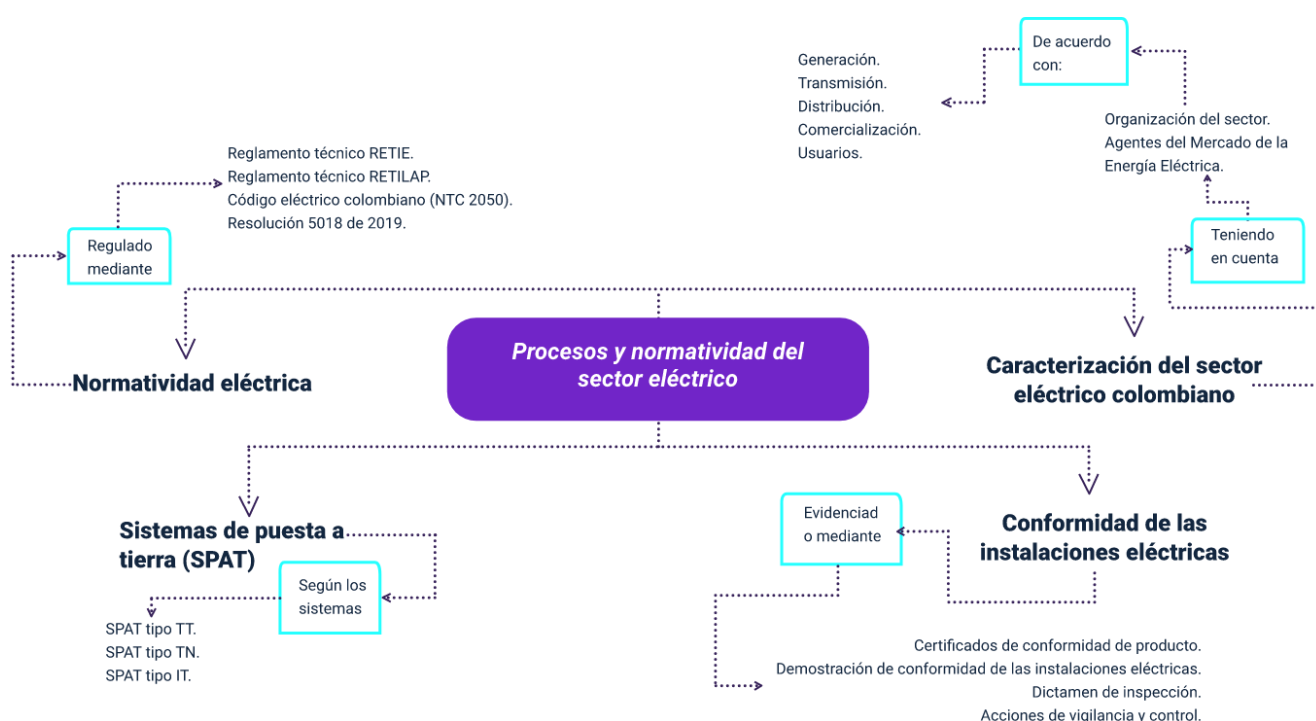 De acuerdo
con:
Generación.
Transmisión.
Distribución.
Comercialización.
Usuarios.
Organización del sector.
Agentes del Mercado de la
Energía Eléctrica.
Reglamento técnico RETIE.
Reglamento técnico RETILAP.
Código eléctrico colombiano (NTC 2050).
Resolución 5018 de 2019.
Regulado
mediante
Teniendo
en cuenta
Procesos y normatividad del
sector eléctrico
Normatividad eléctrica
Caracterización del sector
eléctrico colombiano
Sistemas de puesta a
tierra (SPAT)
Según los
sistemas
SPAT tipo TT.
SPAT tipo TN.
SPAT tipo IT.
Evidenciad
o mediante
Conformidad de las
instalaciones eléctricas
Certificados de conformidad de producto.
Demostración de conformidad de las instalaciones eléctricas.
Dictamen de inspección.
Acciones de vigilancia y control.